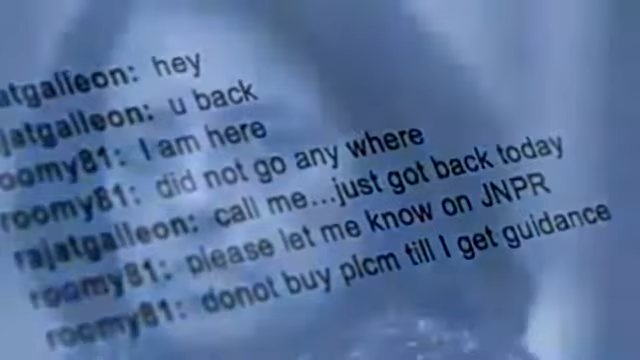 atgalleon: hey
jatgalleon: u back
oomy81: I am here
roomy81: did not go any where
rajatgalleon: call me...just got back today
roomy81: please let me know on JNPR
roomy81: donot buy plcm till I get guidance